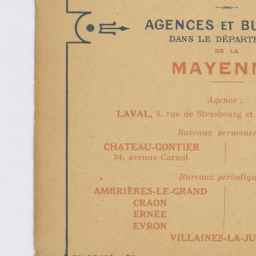 AGENCES ET BU
DANS LE DÉPARTE
DE LA
MAYENN
Agence :
LAVAL, 8, rue de Strasbourg et
Bureaux permanen
CHATEAU-GONTIER
34, avenue Carnot
Bureaux périodiqu
AMBRIÈRES-LE-GRAND
CRAON
ERNÉE
EVRON
VILLAINES-LA-JU